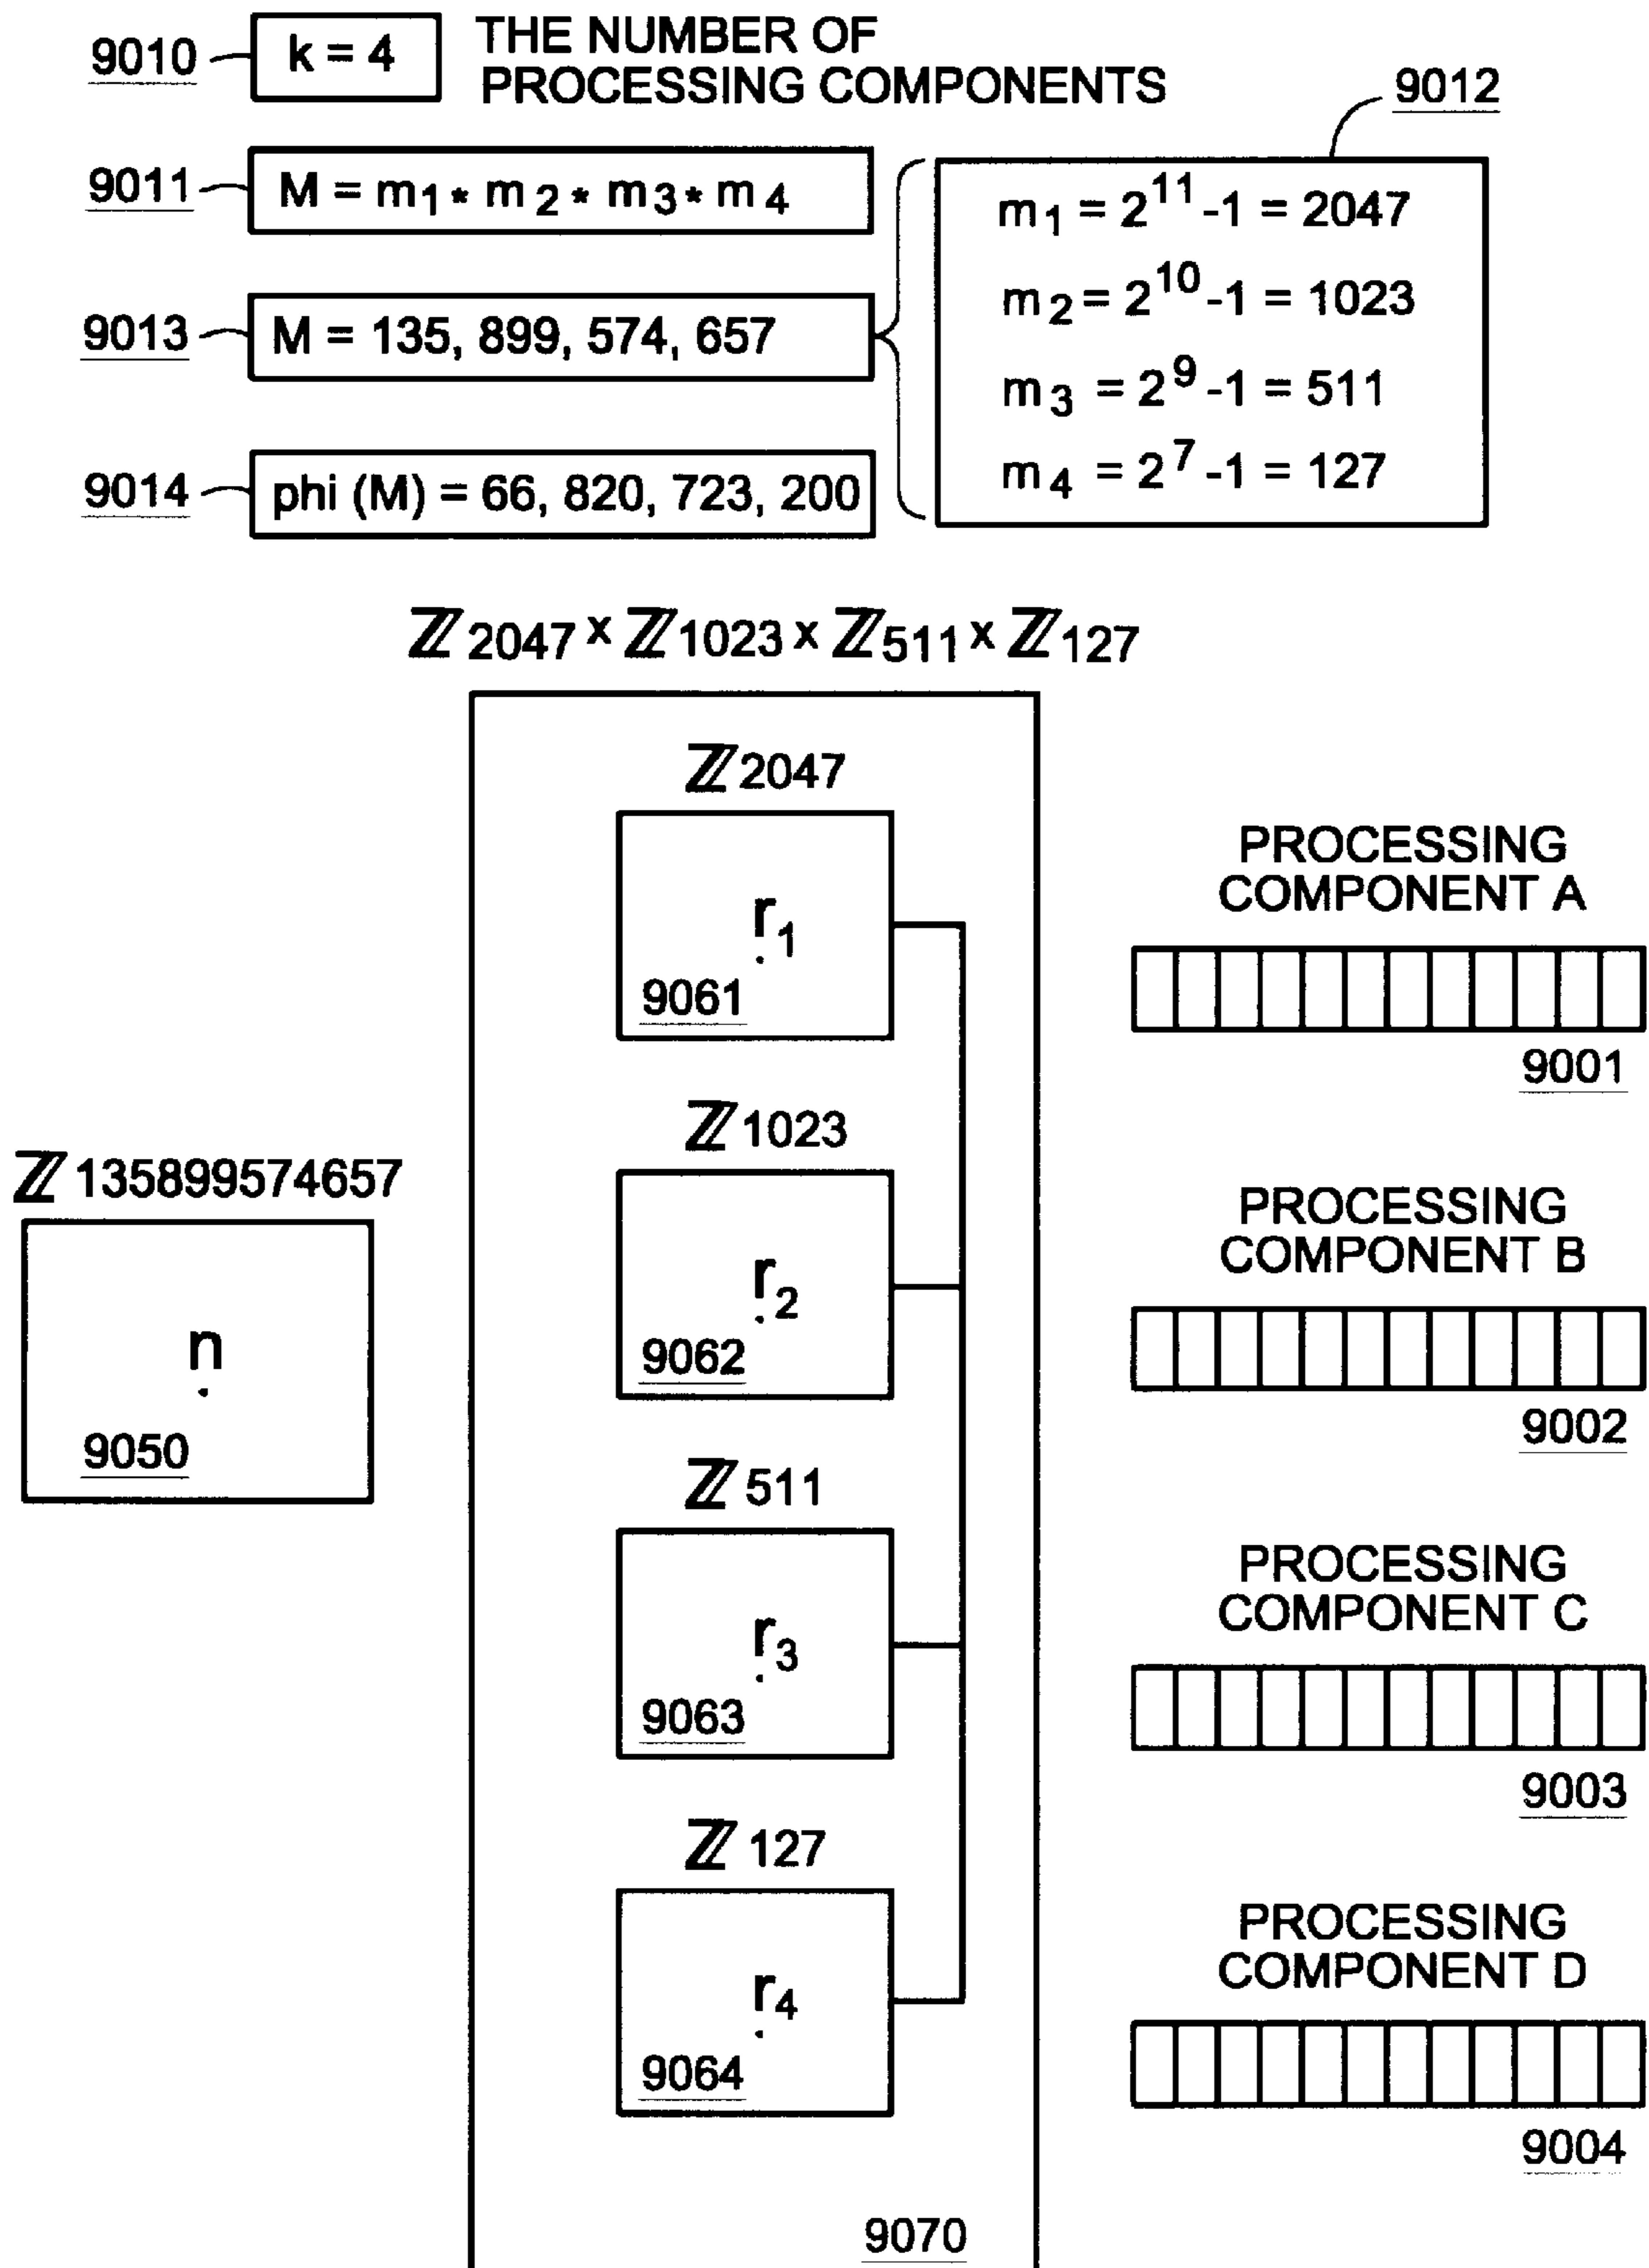 9010
k = 4
THE NUMBER OF
PROCESSING COMPONENTS
9012
9011
M = m1 * m2 * m3 * m4
m1 = 2^11 -1 = 2047
m2 = 2^10 -1 = 1023
m3 = 2^9 -1 = 511
m4 = 2^7 -1 = 127
9013
M = 135, 899, 574, 657
9014
phi (M) = 66, 820, 723, 200
ℤ2047 x ℤ1023 x ℤ511 x ℤ127
ℤ2047
r1
9061
PROCESSING
COMPONENT A
9001
ℤ1023
r2
9062
PROCESSING
COMPONENT B
9002
ℤ135899574657
n
9050
ℤ511
r3
9063
PROCESSING
COMPONENT C
9003
ℤ127
r4
9064
PROCESSING
COMPONENT D
9004
9070